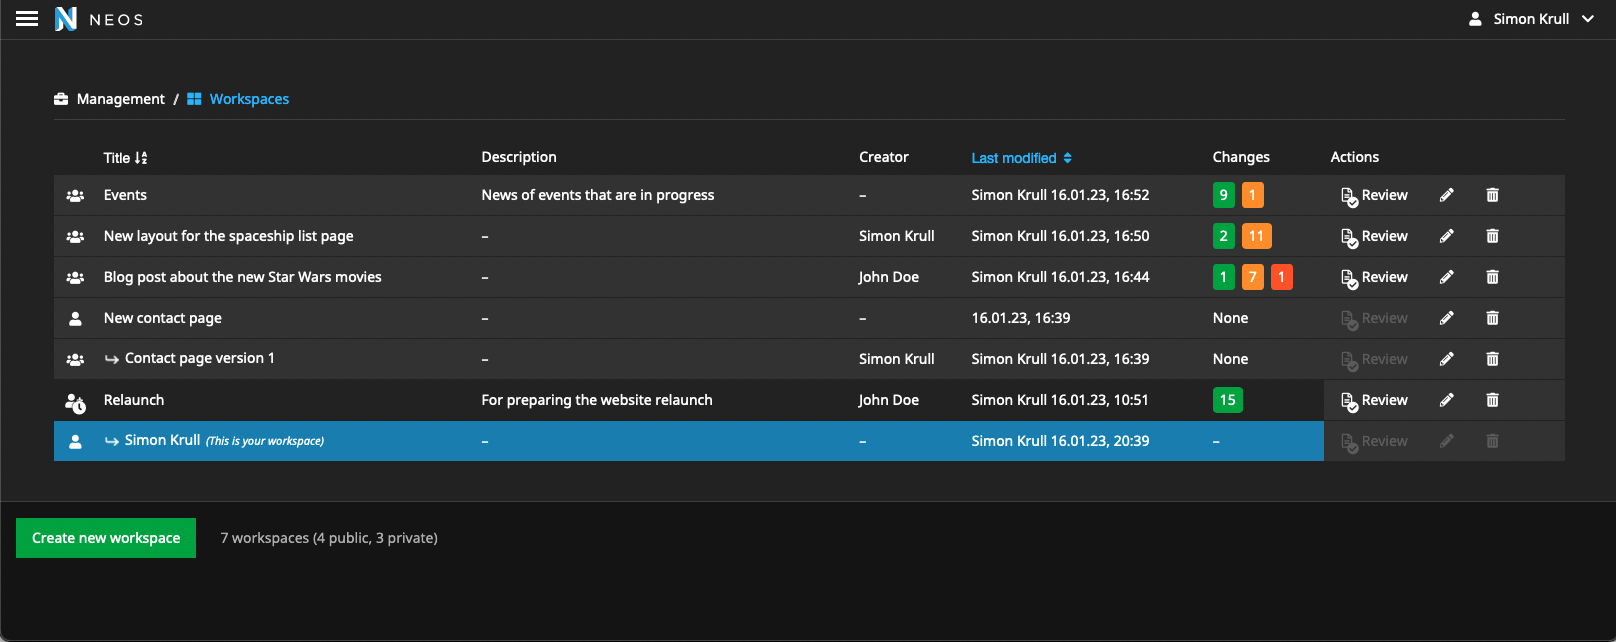 NEOS
Simon Krull
Management / Workspaces
Title Description Creator Last modified Changes Actions
Events News of events that are in progress – Simon Krull 16.01.23, 16:52 9 1 Review
New layout for the spaceship list page – Simon Krull Simon Krull 16.01.23, 16:50 2 11 Review
Blog post about the new Star Wars movies – John Doe Simon Krull 16.01.23, 16:44 1 7 1 Review
New contact page – – 16.01.23, 16:39 None Review
Contact page version 1 – Simon Krull Simon Krull 16.01.23, 16:39 None Review
Relaunch For preparing the website relaunch John Doe Simon Krull 16.01.23, 10:51 15 Review
Simon Krull (This is your workspace) – – Simon Krull 16.01.23, 20:39 – Review
Create new workspace 7 workspaces (4 public, 3 private)